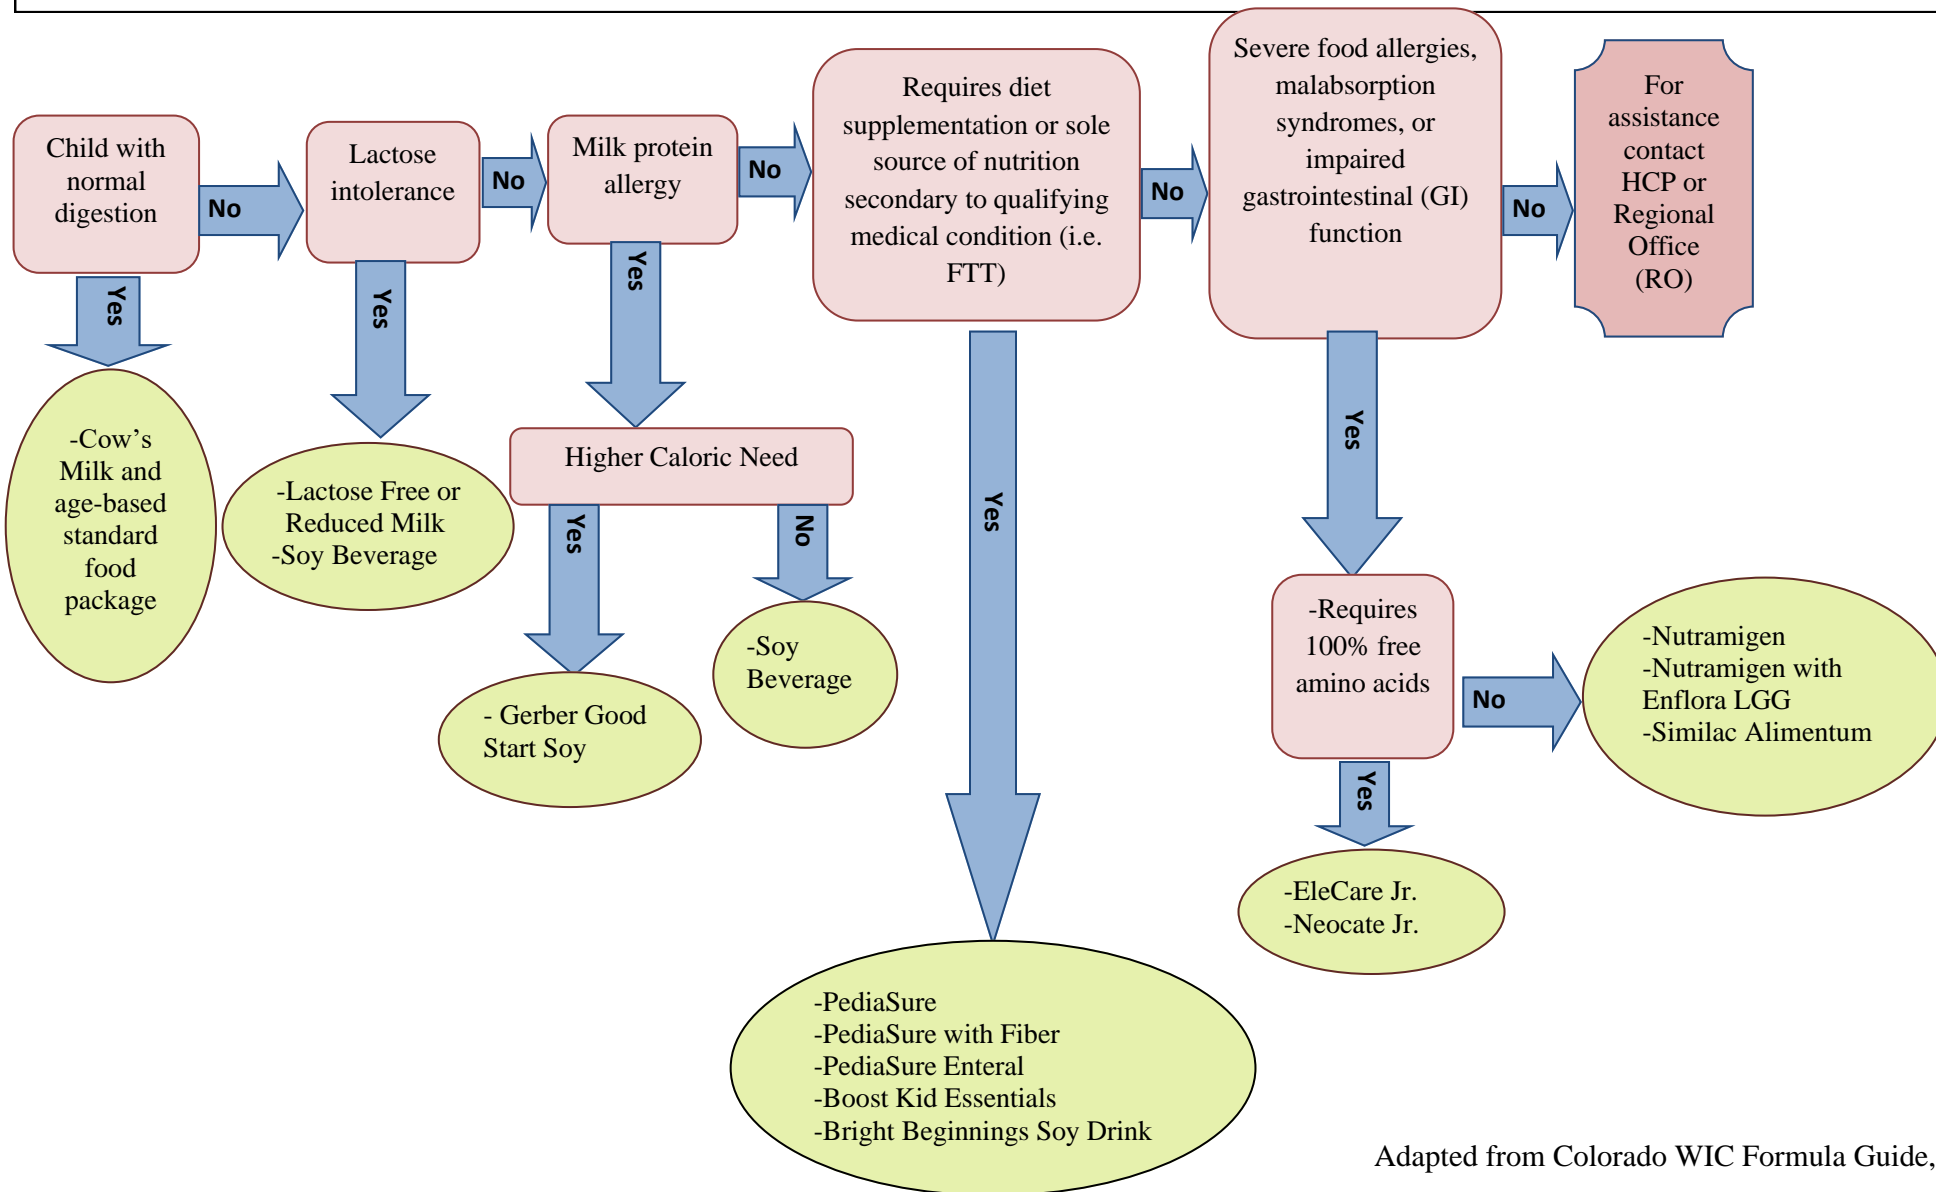 Child with
normal
digestion
No
Lactose
intolerance
No
Milk protein
allergy
No
Requires diet
supplementation or sole
source of nutrition
secondary to qualifying
medical condition (i.e.
FTT)
No
Severe food allergies,
malabsorption
syndromes, or
impaired
gastrointestinal (GI)
function
No
For
assistance
contact
HCP or
Regional
Office
(RO)
Yes
-Cow's
Milk and
age-based
standard
food
package
Yes
-Lactose Free or
Reduced Milk
-Soy Beverage
Yes
Higher Caloric Need
Yes
- Gerber Good
Start Soy
No
-Soy
Beverage
Yes
-PediaSure
-PediaSure with Fiber
-PediaSure Enteral
-Boost Kid Essentials
-Bright Beginnings Soy Drink
Yes
-Requires
100% free
amino acids
No
-Nutramigen
-Nutramigen with
Enflora LGG
-Similac Alimentum
Yes
-EleCare Jr.
-Neocate Jr.
Adapted from Colorado WIC Formula Guide,